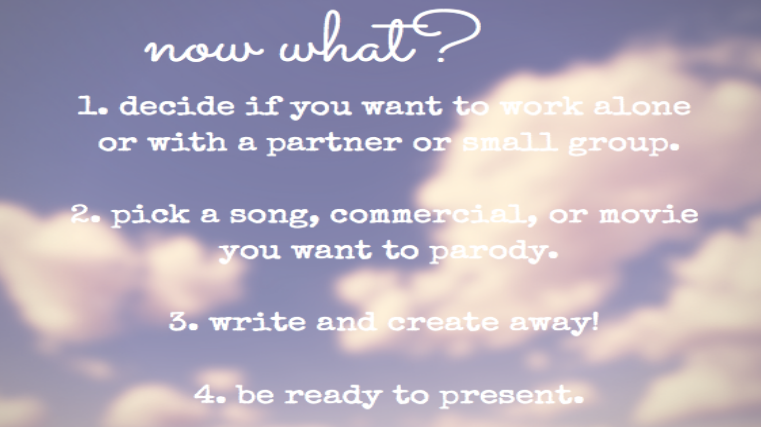 now what?
1. decide if you want to work alone
or with a partner or small group.
2. pick a song, commercial, or movie
you want to parody.
3. write and create away!
4. be ready to present.